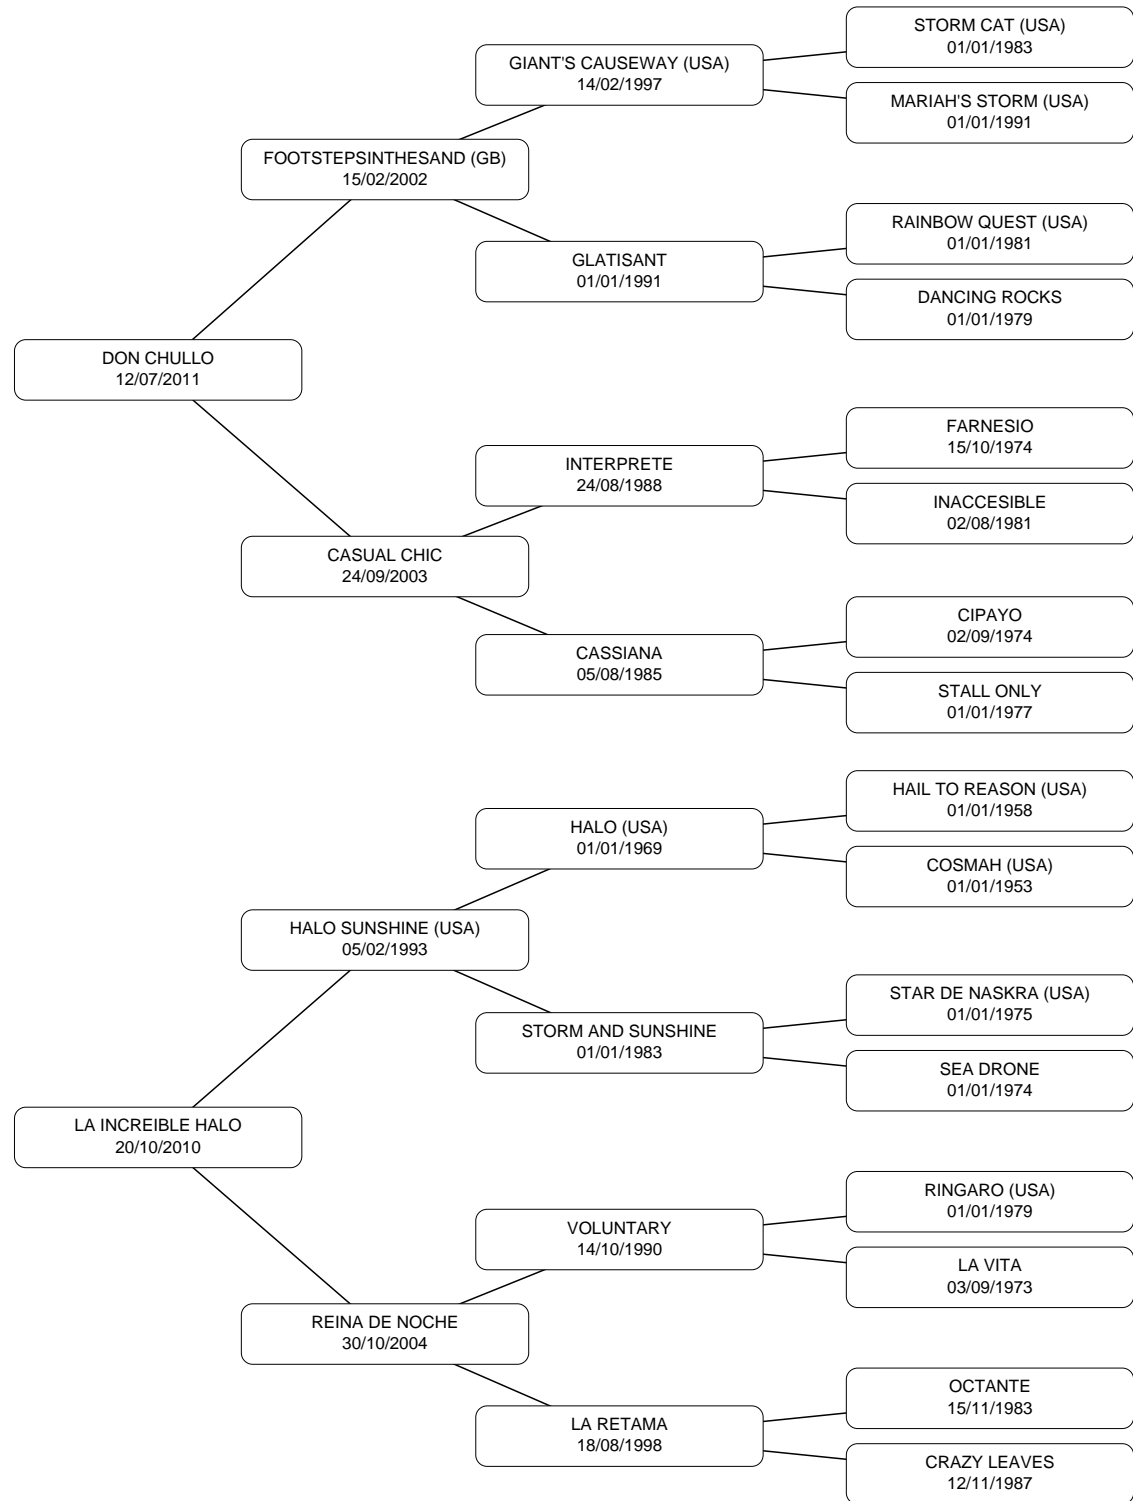 STORM CAT (USA)
01/01/1983
GIANT'S CAUSEWAY (USA)
14/02/1997
MARIAH'S STORM (USA)
01/01/1991
FOOTSTEPSINTHESAND (GB)
15/02/2002
RAINBOW QUEST (USA)
01/01/1981
GLATISANT
01/01/1991
DANCING ROCKS
01/01/1979
DON CHULLO
12/07/2011
FARNESIO
15/10/1974
INTERPRETE
24/08/1988
INACCESIBLE
02/08/1981
CASUAL CHIC
24/09/2003
CIPAYO
02/09/1974
CASSIANA
05/08/1985
STALL ONLY
01/01/1977
HAIL TO REASON (USA)
01/01/1958
HALO (USA)
01/01/1969
COSMAH (USA)
01/01/1953
HALO SUNSHINE (USA)
05/02/1993
STAR DE NASKRA (USA)
01/01/1975
STORM AND SUNSHINE
01/01/1983
SEA DRONE
01/01/1974
LA INCREIBLE HALO
20/10/2010
RINGARO (USA)
01/01/1979
VOLUNTARY
14/10/1990
LA VITA
03/09/1973
REINA DE NOCHE
30/10/2004
OCTANTE
15/11/1983
LA RETAMA
18/08/1998
CRAZY LEAVES
12/11/1987